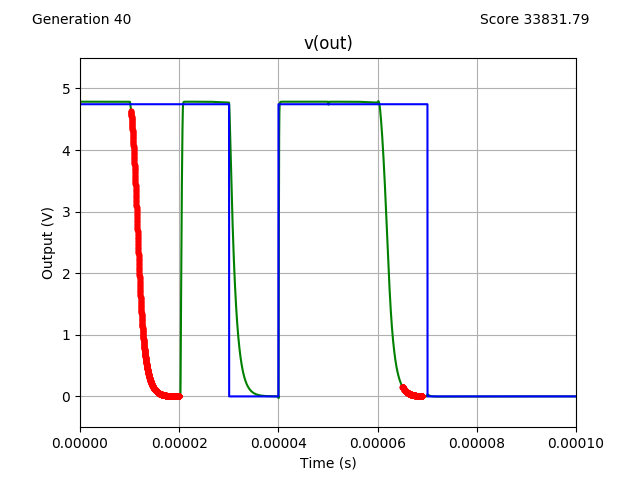 Generation 40
Score 33831.79
v(out)
Output (V)
5
4
3
2
1
0
0.00000
0.00002
0.00004
0.00006
0.00008
0.00010
Time (s)